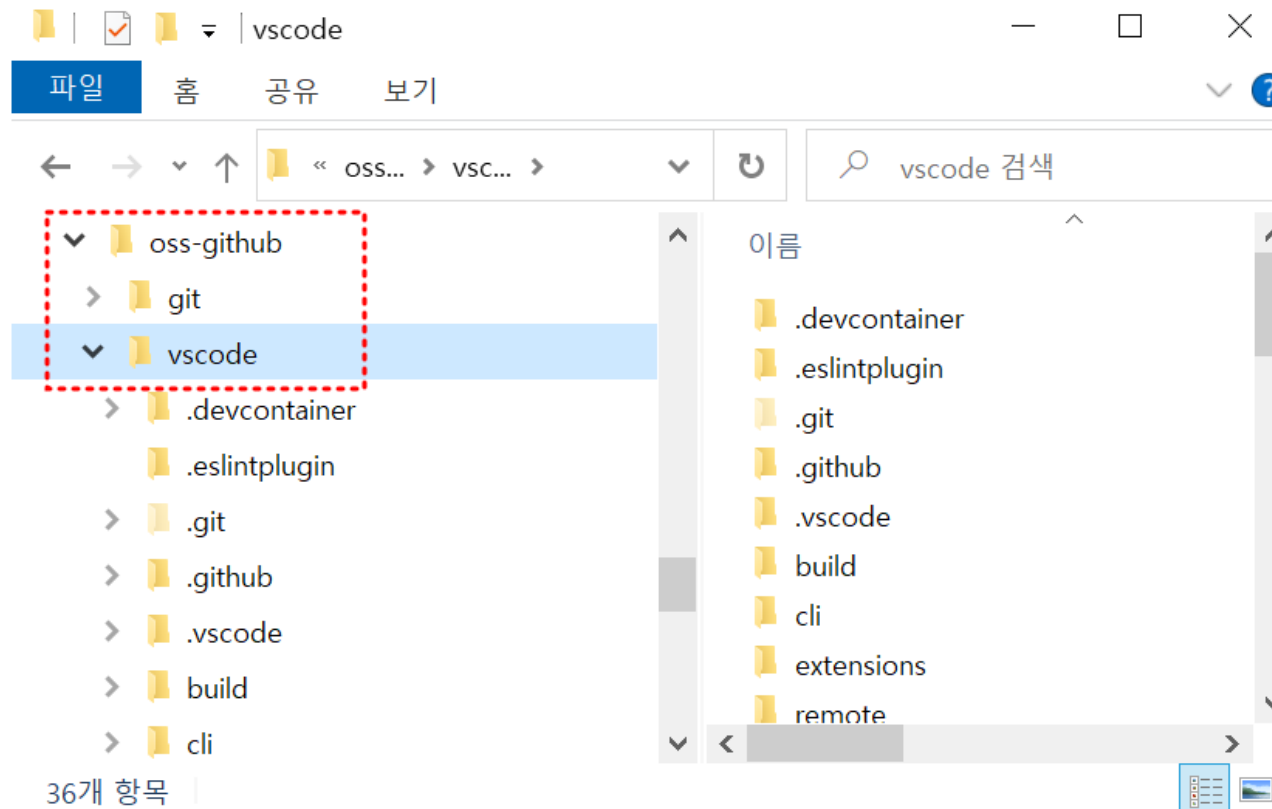 vscode
파일 홈 공유 보기 ?
« oss... vsc... vscode 검색
oss-github
git
vscode
.devcontainer
.eslintplugin
.git
.github
.vscode
build
cli
이름
.devcontainer
.eslintplugin
.git
.github
.vscode
build
cli
extensions
remote
36개 항목